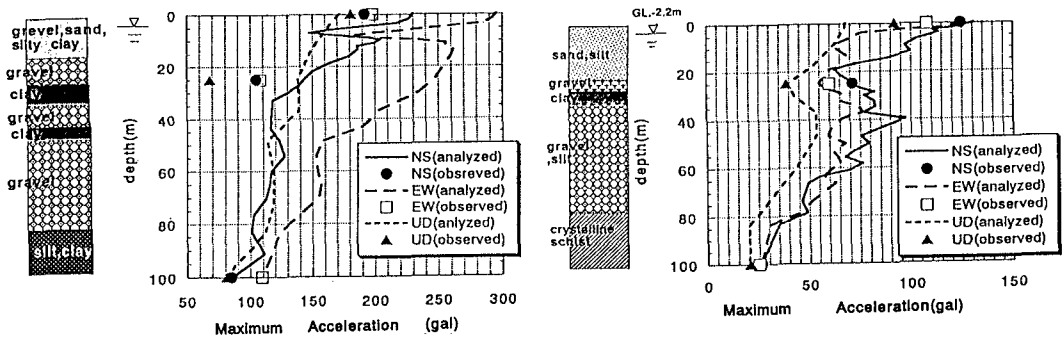 grevel,sand,
silty clay
gravel
clay
gravel
clay
gravel
silt.clay
depth(m)
0
20
40
60
80
100
50 100 150 200 250 300
Maximum Acceleration (gal)
NS(analyzed)
NS(obsreved)
EW(analyzed)
EW(observed)
UD(anlyzed)
UD(observed)
GL.-2.2m
sand,silt
gravel
clay
gravel
,silt
crystalline
schist
depth(m)
0
20
40
60
80
100
0 50 100 150
Maximum Acceleration(gal)
NS(analyzed)
NS(observed)
EW(analyzed)
EW(observed)
UD(analyzed)
UD(observed)